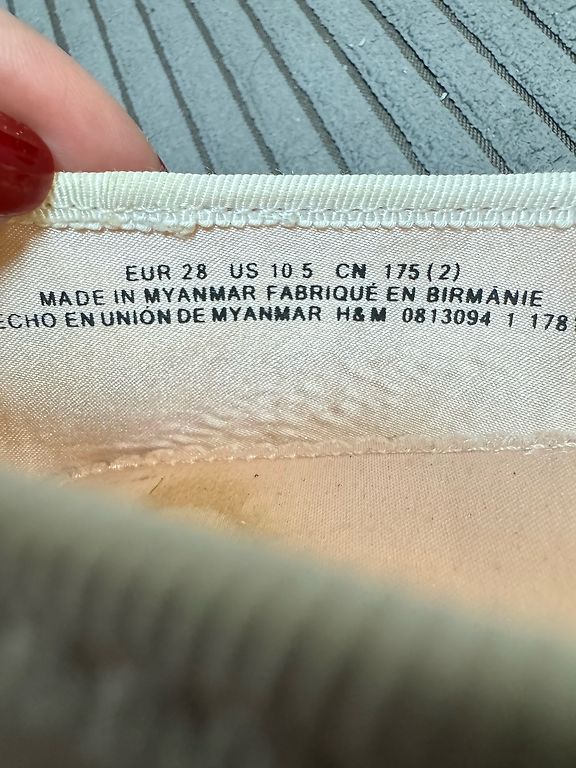 EUR 28 US 10 5 CN 175 (2)
MADE IN MYANMAR FABRIQUÉ EN BIRMANIE
ECHO EN UNIÓN DE MYANMAR H&M 0813094 1 178